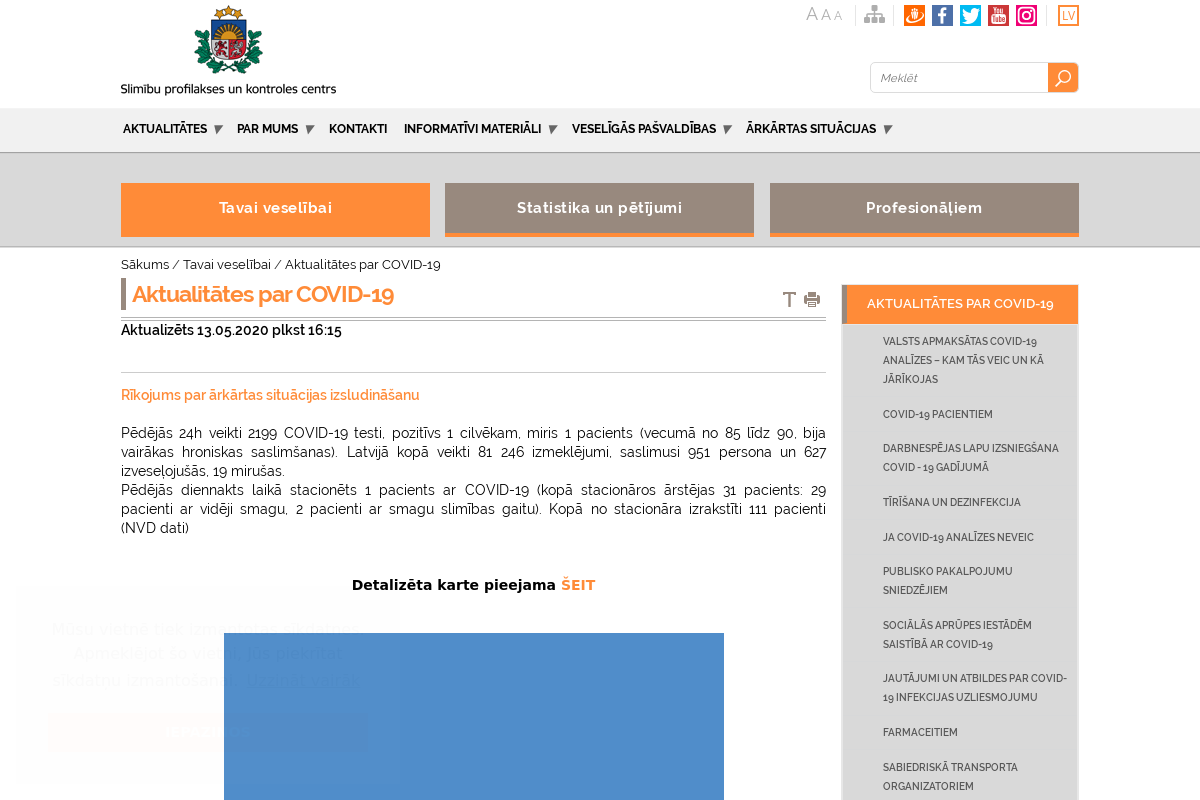 A A A
You
Tube
LV
Slimību profilakses un kontroles centrs
Meklēt
AKTUALITĀTES PAR MUMS KONTAKTI INFORMATĪVI MATERIĀLI VESELĪGĀS PAŠVALDĪBAS ĀRKĀRTAS SITUĀCIJAS
Tavai veselībai
Statistika un pētījumi
Profesionāļiem
Sākums / Tavai veselībai / Aktualitātes par COVID-19
Aktualitātes par COVID-19
Aktualizēts 13.05.2020 plkst 16:15
Rīkojums par ārkārtas situācijas izsludināšanu
Pēdējās 24h veikti 2199 COVID-19 testi, pozitīvs 1 cilvēkam, miris 1 pacients (vecumā no 85 līdz 90, bija
vairākas hroniskas saslimšanas). Latvijā kopā veikti 81 246 izmeklējumi, saslimusi 951 persona un 627
izveseļojušās, 19 mirušas.
Pēdējās diennakts laikā stacionēts 1 pacients ar COVID-19 (kopā stacionāros ārstējas 31 pacients: 29
pacienti ar vidēji smagu, 2 pacienti ar smagu slimības gaitu). Kopā no stacionāra izrakstīti 111 pacienti
(NVD dati)
Detalizēta karte pieejama ŠEIT
AKTUALITĀTES PAR COVID-19
VALSTS APMAKSĀTAS COVID-19
ANALĪZES – KAM TĀS VEIC UN KĀ
JĀRĪKOJAS
COVID-19 PACIENTIEM
DARBNESPĒJAS LAPU IZSNIEGŠANA
COVID - 19 GADĪJUMĀ
TĪRĪŠANA UN DEZINFEKCIJA
JA COVID-19 ANALĪZES NEVEIC
PUBLISKO PAKALPOJUMU
SNIEDZĒJIEM
SOCIĀLĀS APRŪPES IESTĀDĒM
SAISTĪBĀ AR COVID-19
JAUTĀJUMI UN ATBILDES PAR COVID-
19 INFEKCIJAS UZLIESMOJUMU
FARMACEITIEM
SABIEDRISKĀ TRANSPORTA
ORGANIZATORIEM